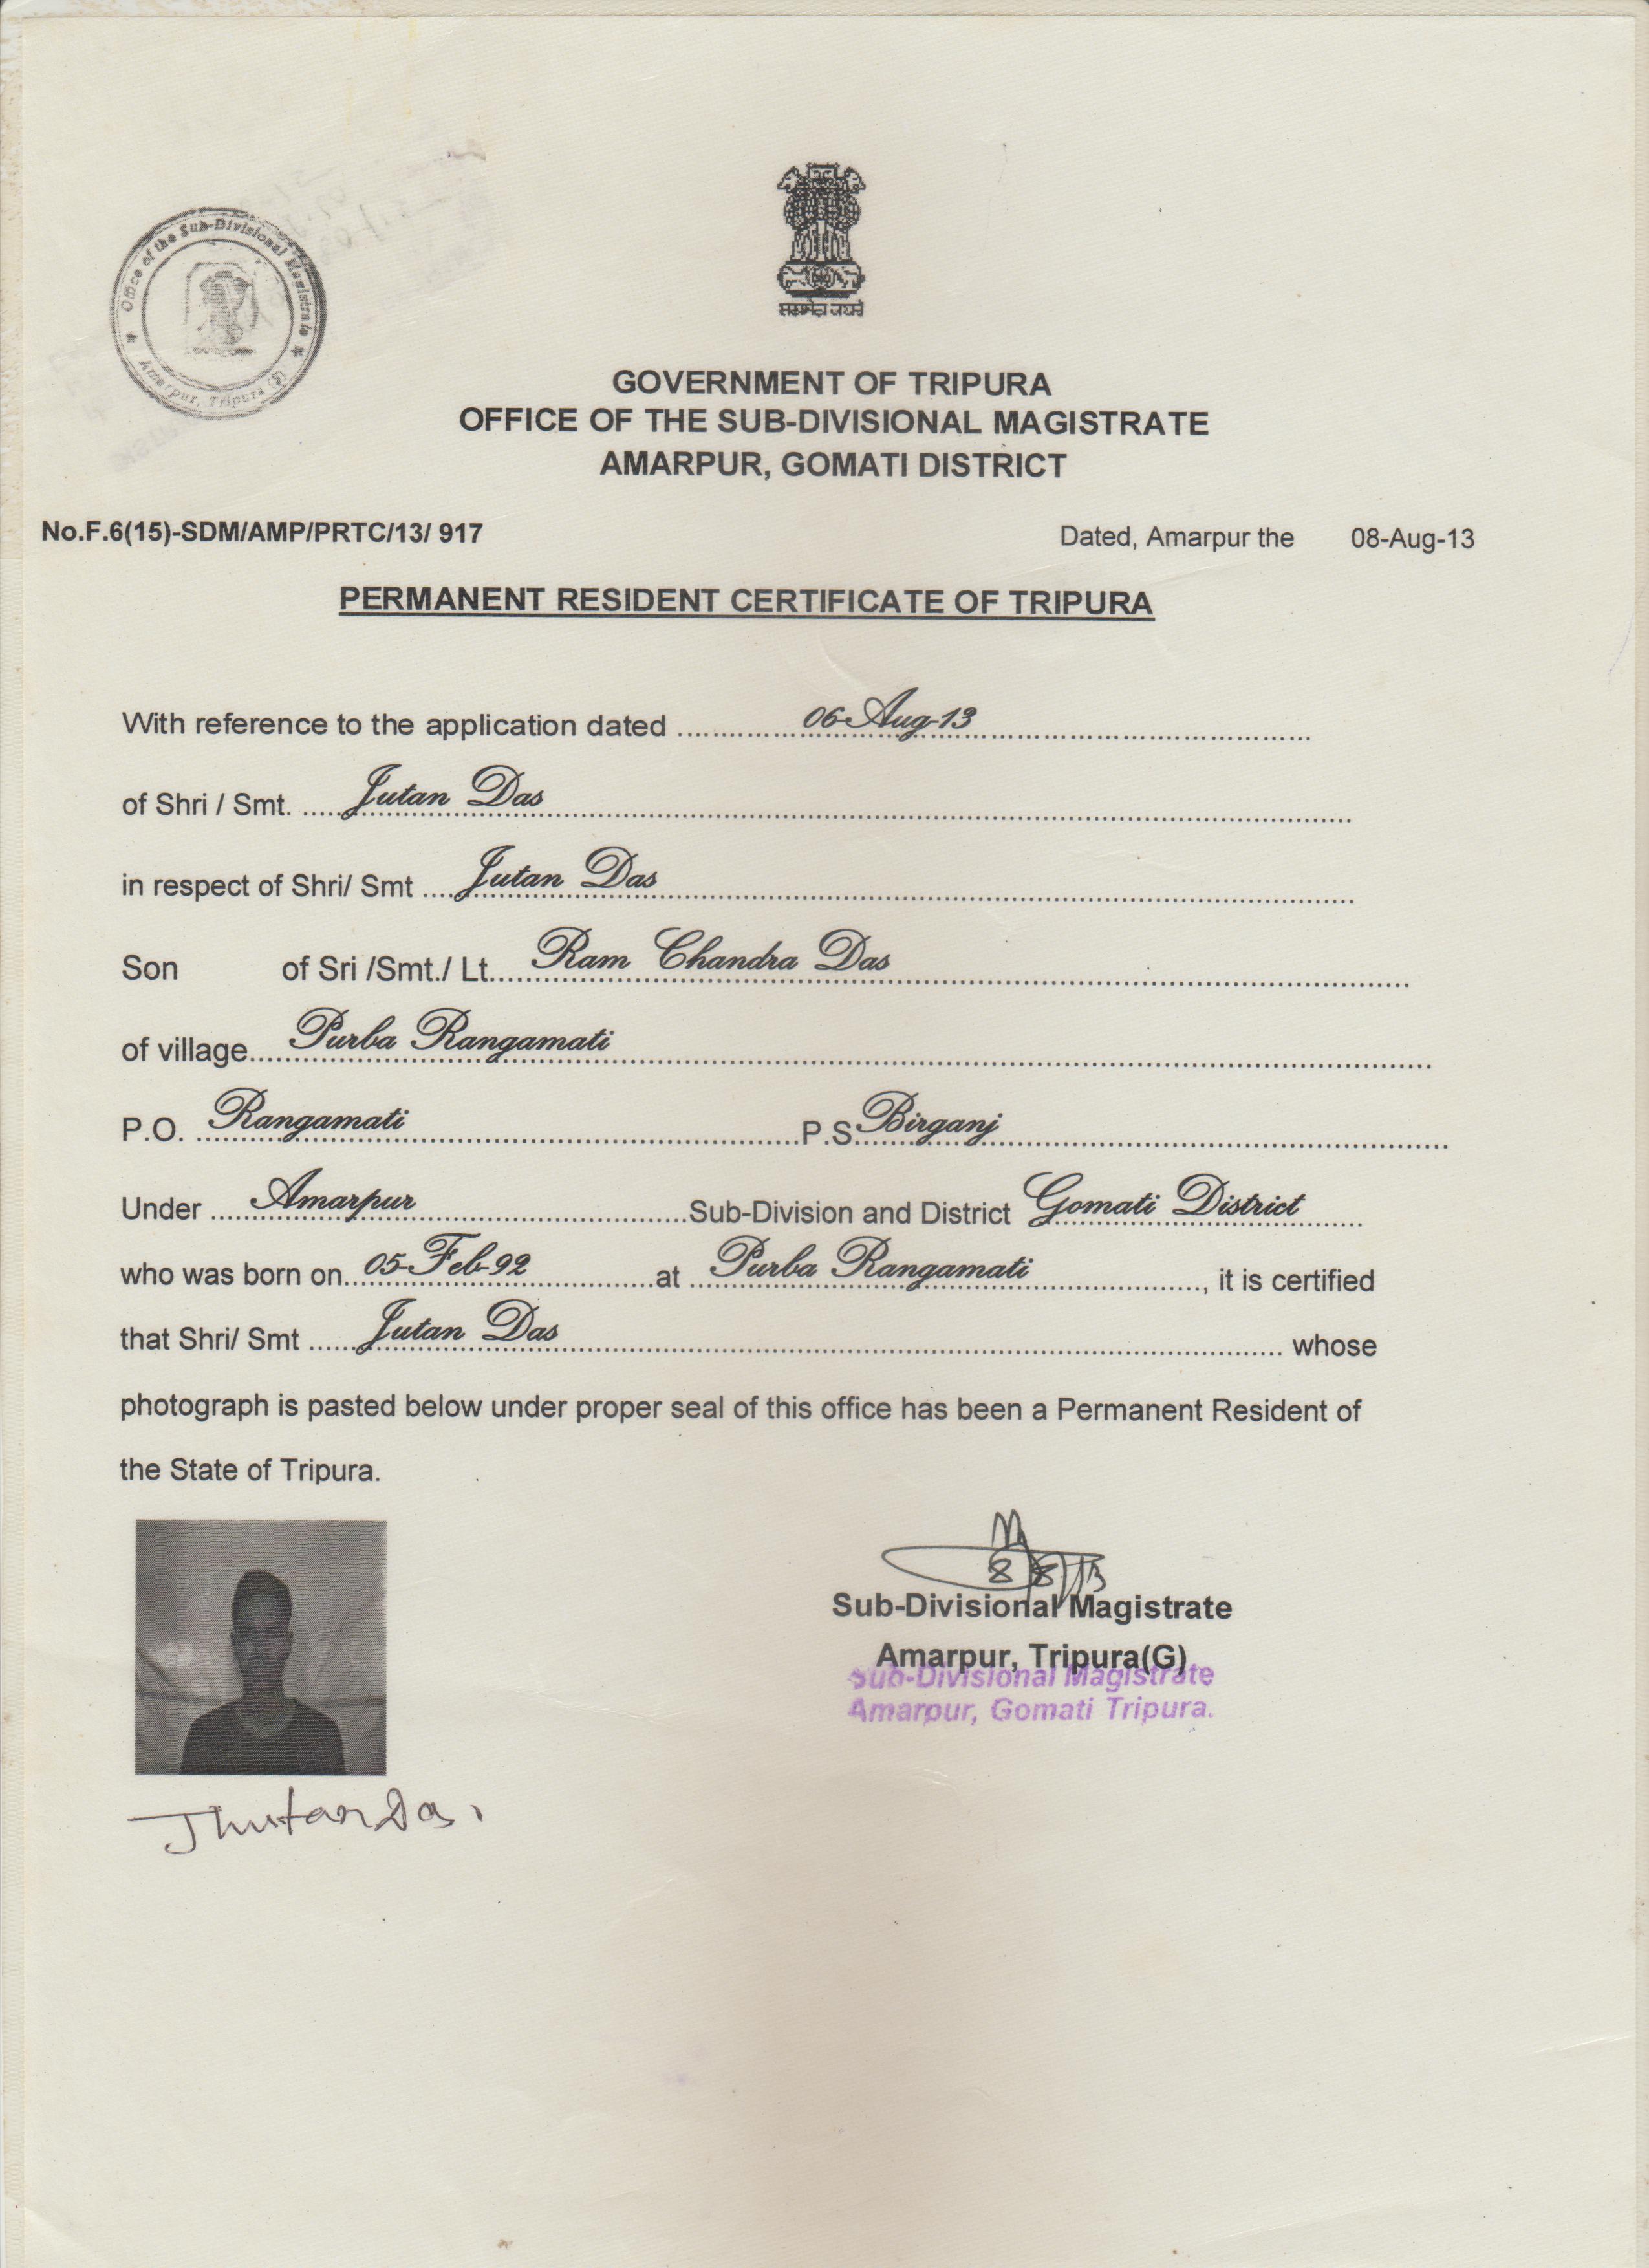 Office of the Sub-Divisional Magistrate
Amarpur, Tripura (S)
सत्यमेव जयते
GOVERNMENT OF TRIPURA
OFFICE OF THE SUB-DIVISIONAL MAGISTRATE
AMARPUR, GOMATI DISTRICT
No.F.6(15)-SDM/AMP/PRTC/13/ 917 Dated, Amarpur the 08-Aug-13
PERMANENT RESIDENT CERTIFICATE OF TRIPURA
With reference to the application dated 06-Aug-13
of Shri / Smt. Jutan Das
in respect of Shri/ Smt Jutan Das
Son of Sri /Smt./ Lt. Ram Chandra Das
of village Purba Rangamati
P.O. Rangamati P.S. Birganj
Under Amarpur Sub-Division and District Gomati District
who was born on 05-Feb-92 at Purba Rangamati, it is certified
that Shri/ Smt Jutan Das whose
photograph is pasted below under proper seal of this office has been a Permanent Resident of
the State of Tripura.
8/8/13
Sub-Divisional Magistrate
Amarpur, Tripura(G)
Sub-Divisional Magistrate
Amarpur, Gomati Tripura.
Jhutan Das.